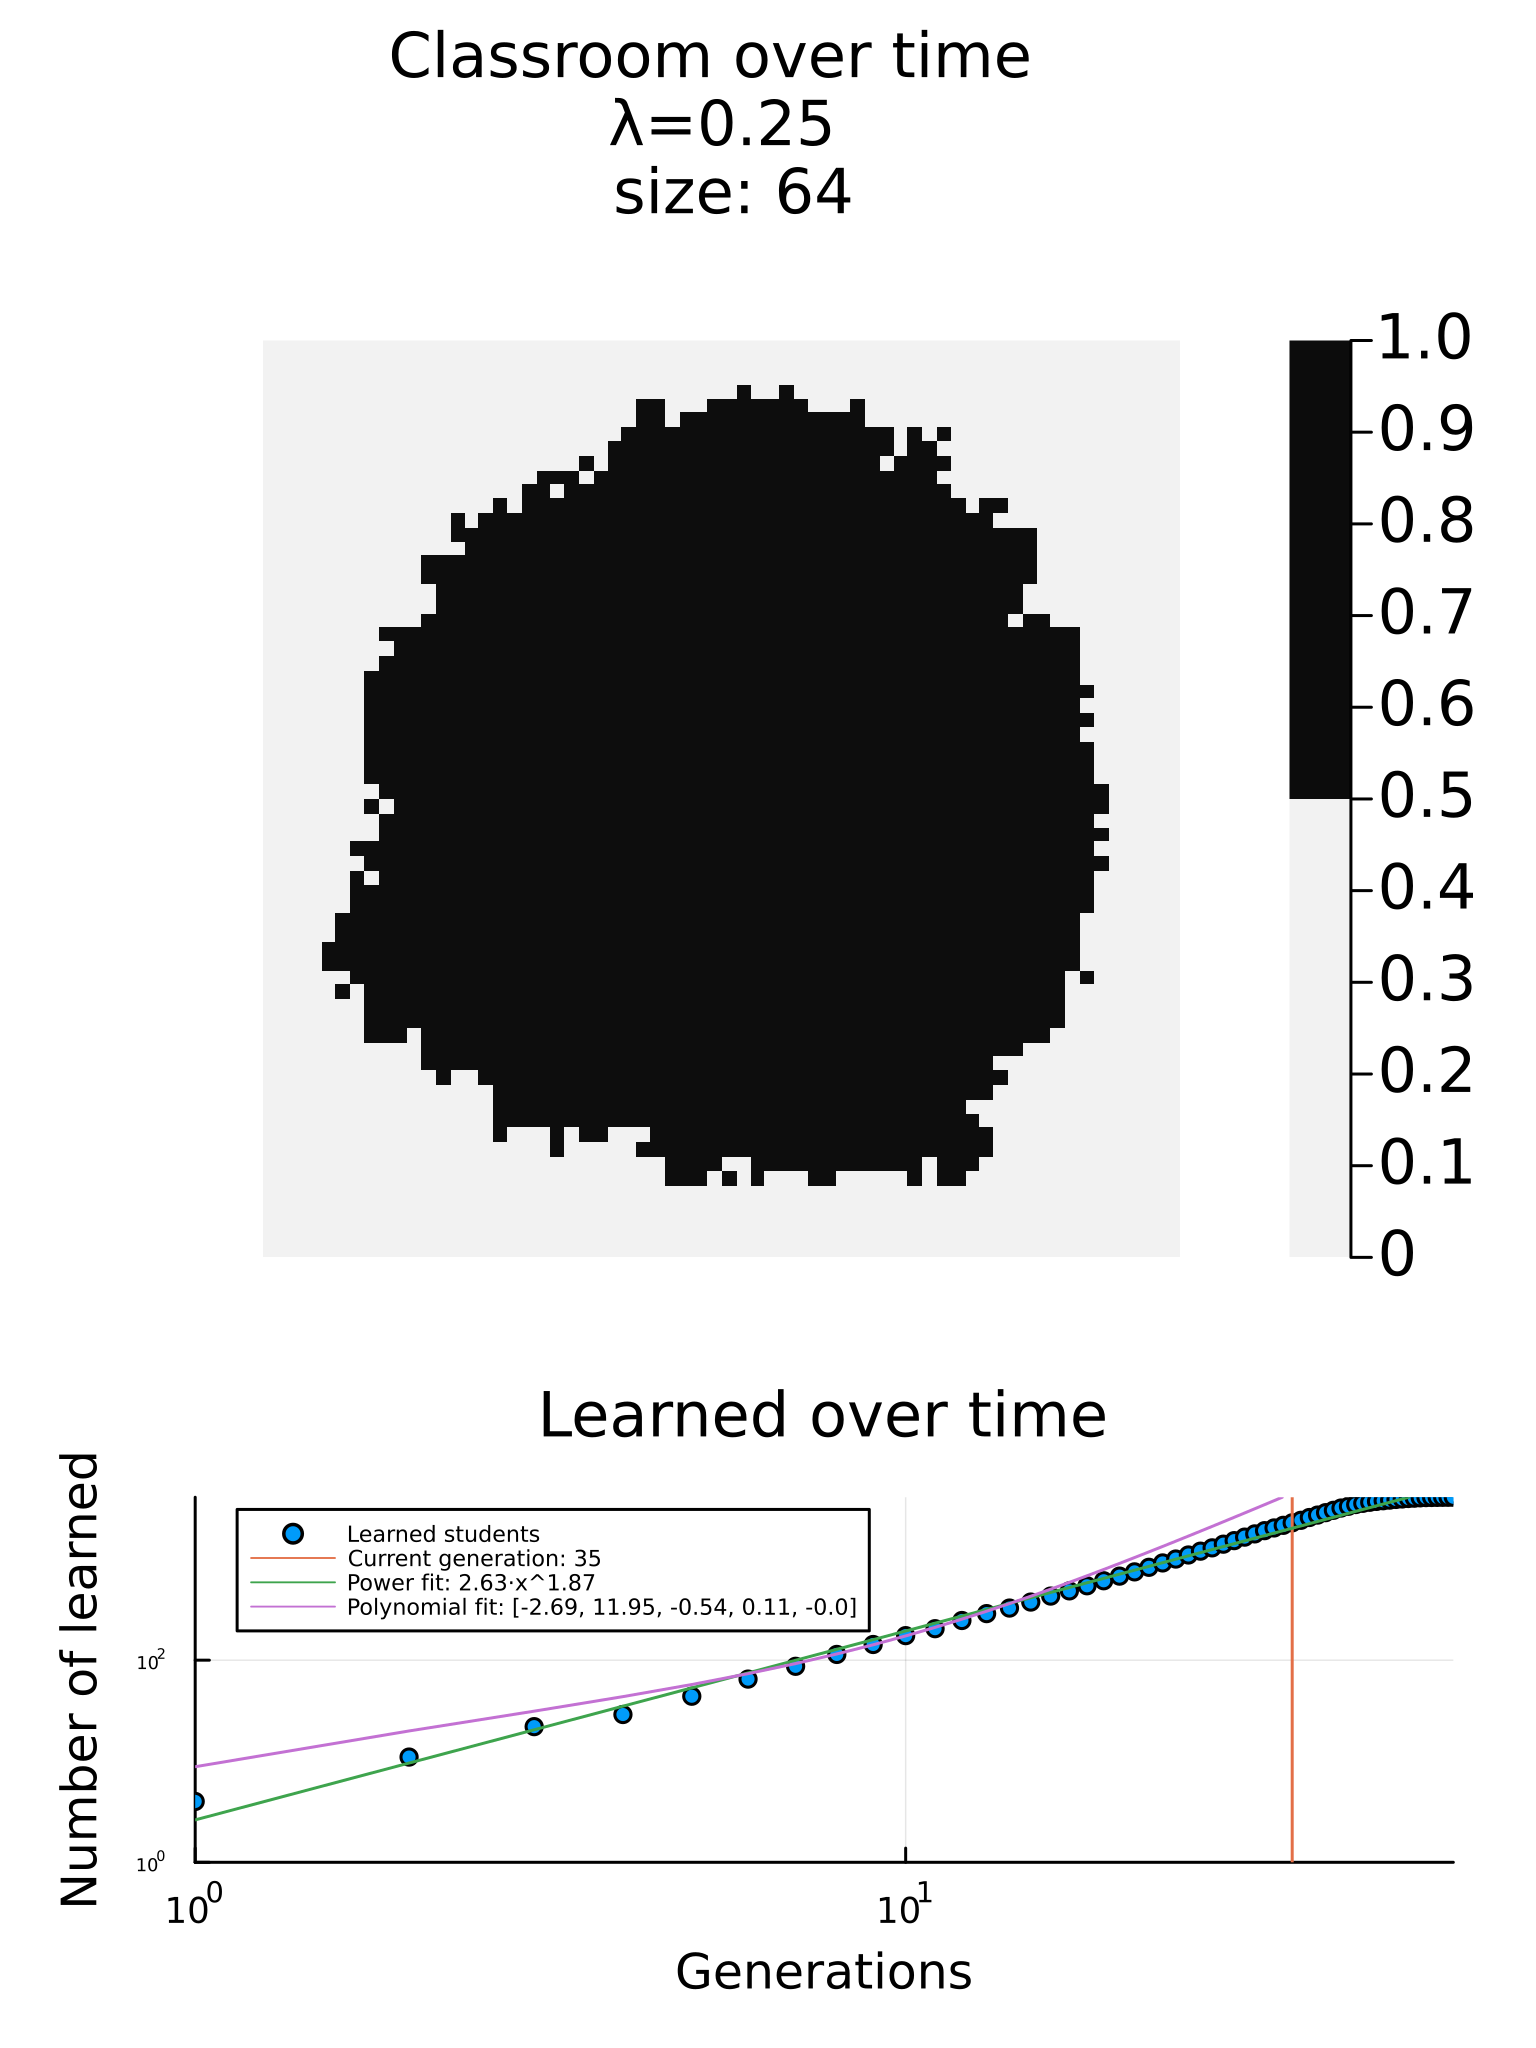 Classroom over time
λ=0.25
size: 64
1.0
0.9
0.8
0.7
0.6
0.5
0.4
0.3
0.2
0.1
0
Learned over time
Number of learned
Learned students
Current generation: 35
Power fit: 2.63·x^1.87
Polynomial fit: [-2.69, 11.95, -0.54, 0.11, -0.0]
10²
10⁰
10⁰ 10¹
Generations